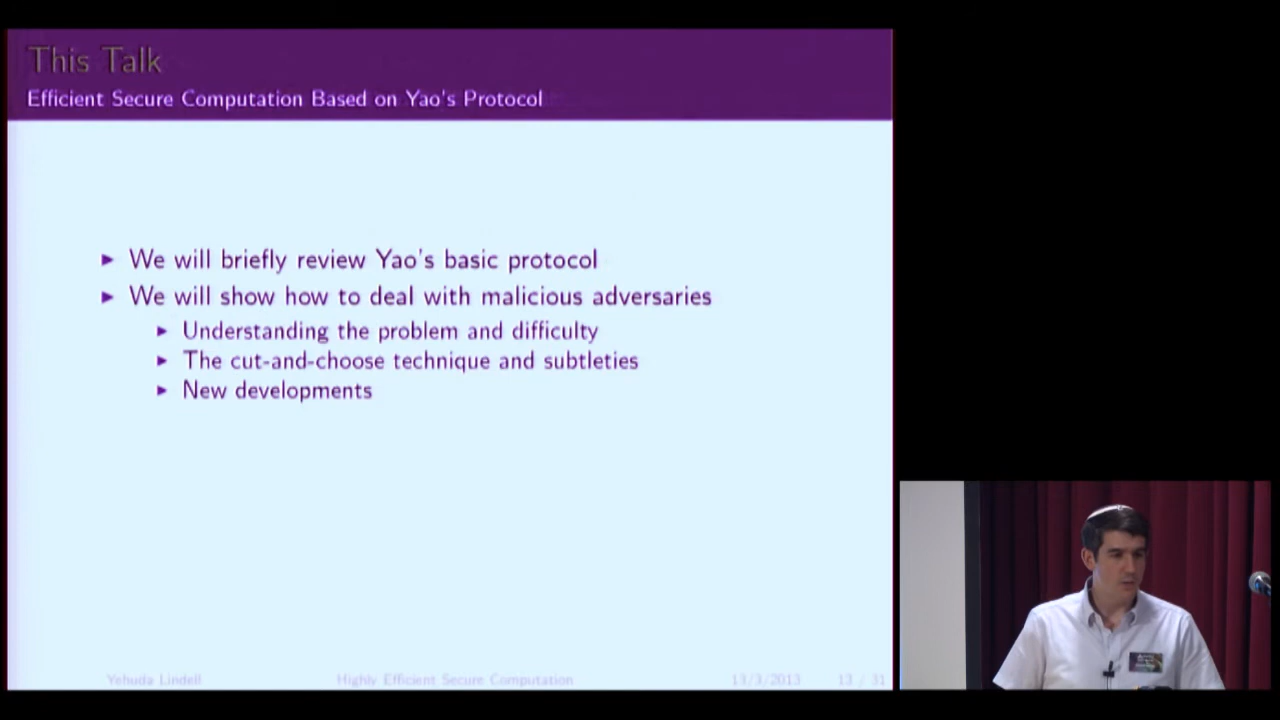 This Talk
Efficient Secure Computation Based on Yao's Protocol
▶ We will briefly review Yao's basic protocol
▶ We will show how to deal with malicious adversaries
▶ Understanding the problem and difficulty
▶ The cut-and-choose technique and subtleties
▶ New developments
Yehuda Lindell Highly Efficient Secure Computation 13/3/2013 13 / 31